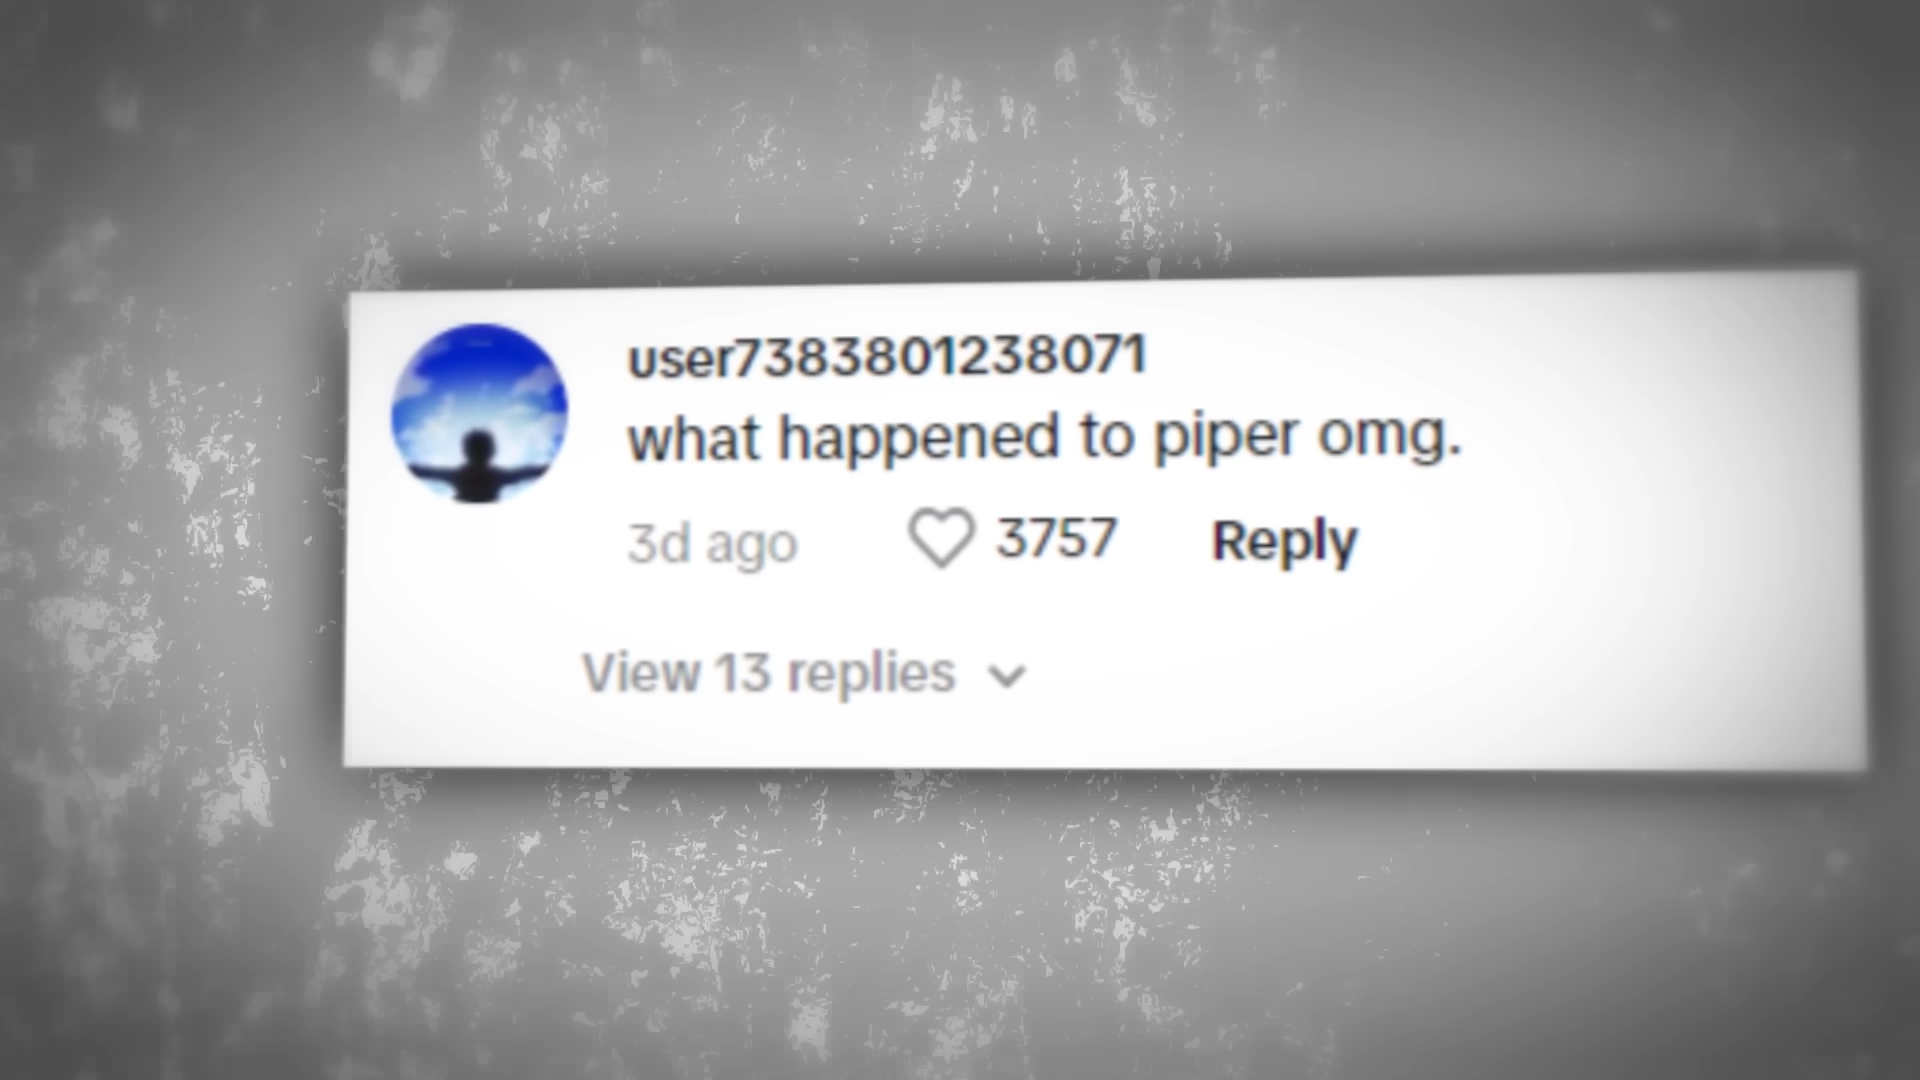 user7383801238071
what happened to piper omg.
3d ago 3757 Reply
View 13 replies